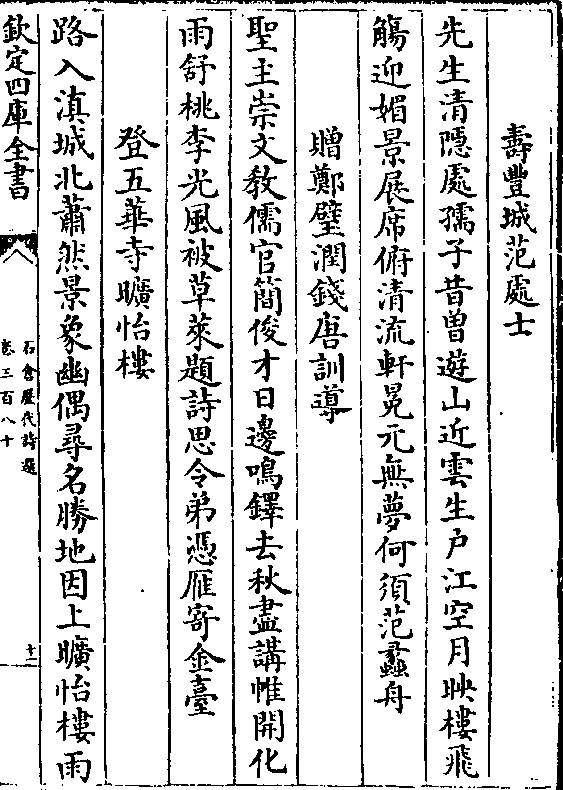 壽豐城范處士
先生清隱處孺子昔曽遊山近雲生户江空月映樓飛
觴迎媚景展席俯清流軒冕元無夢何須范蠡舟
贈鄭璧潤錢唐訓導
聖主崇文敎儒官簡俊才日邊鳴鐸去秋盡講帷開化
雨舒桃李光風被草萊題詩思令弟憑雁寄金臺
登五華寺曠怡樓
路入滇城北蕭然景象幽偶尋名勝地因上曠怡樓雨
欽定四庫全書
石倉歷代詩選
卷三百八十
十二